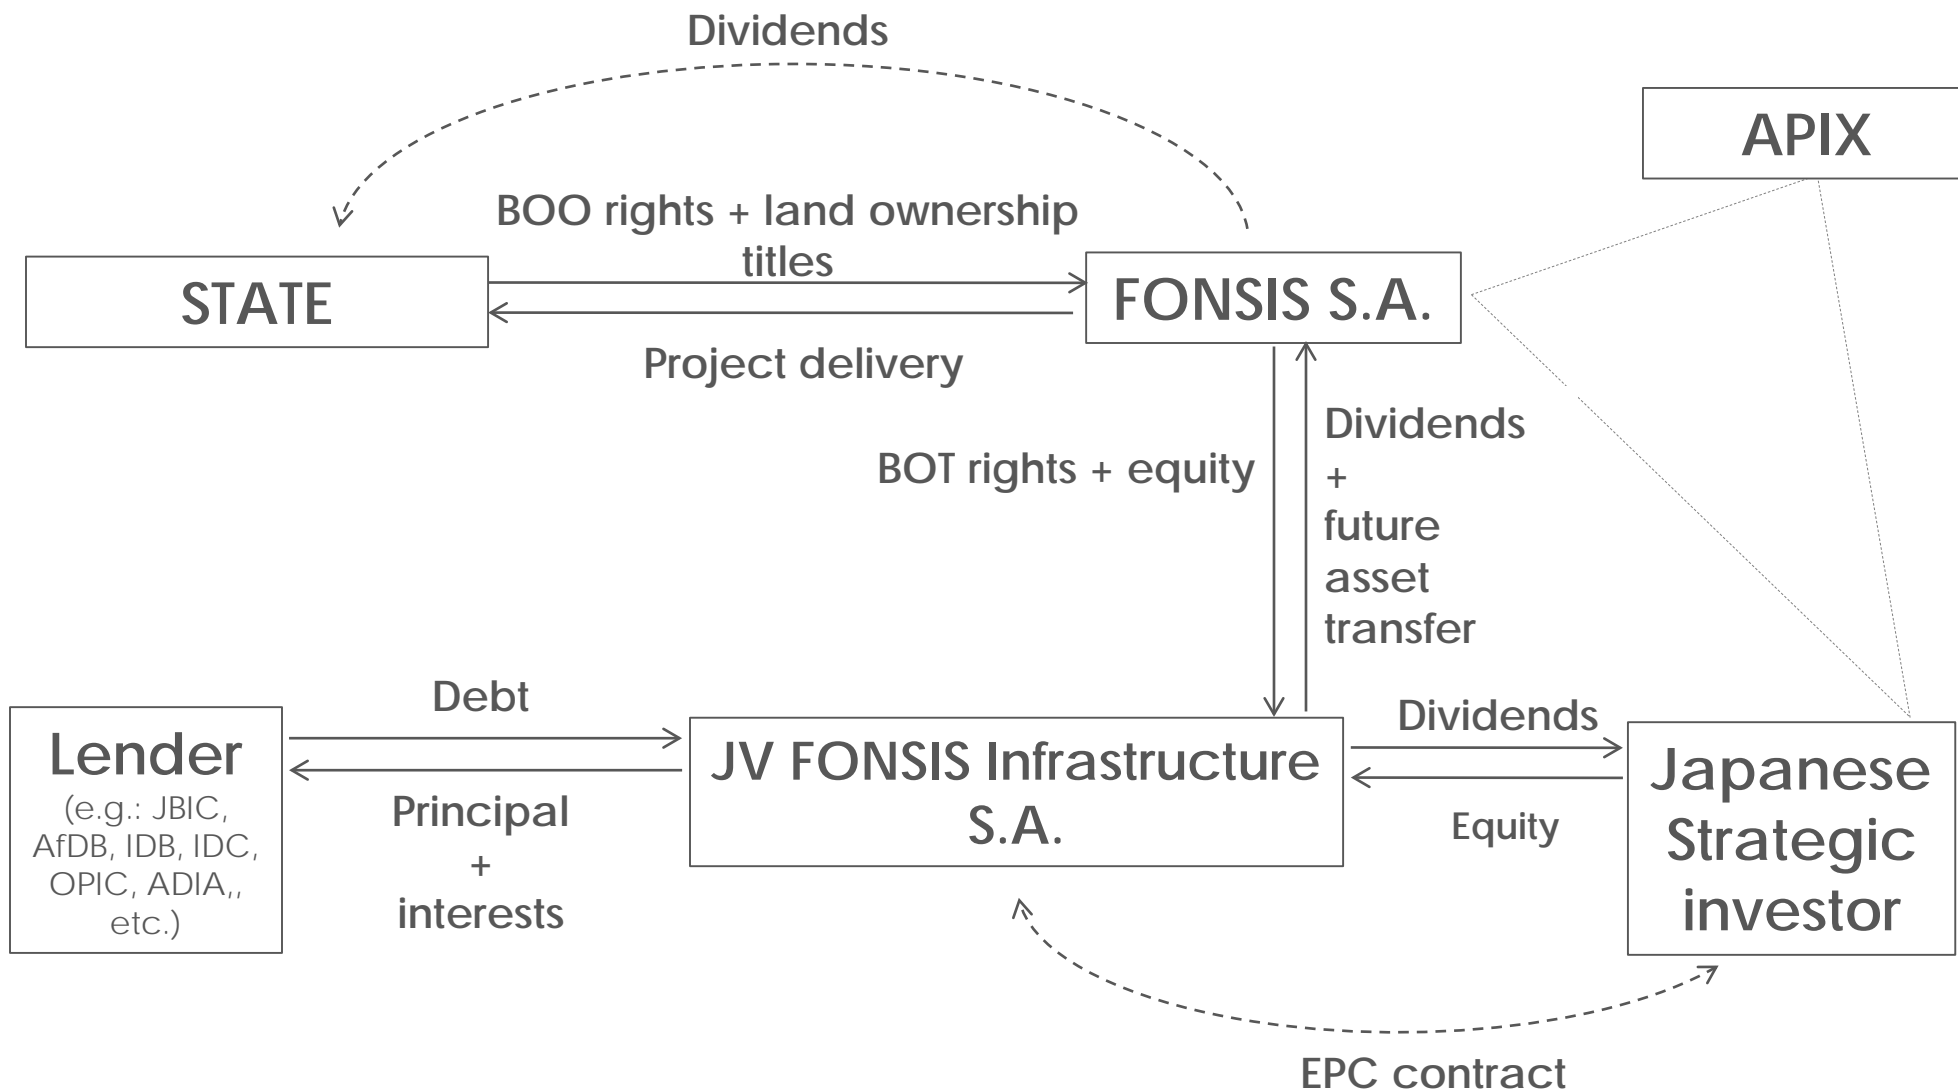 Dividends
APIX
BOO rights + land ownership
titles
STATE
FONSIS S.A.
Project delivery
BOT rights + equity
Dividends
+
future
asset
transfer
Debt
Dividends
Lender
(e.g.: JBIC,
AfDB, IDB, IDC,
OPIC, ADIA,,
etc.)
Principal
+
interests
JV FONSIS Infrastructure
S.A.
Equity
Japanese
Strategic
investor
EPC contract